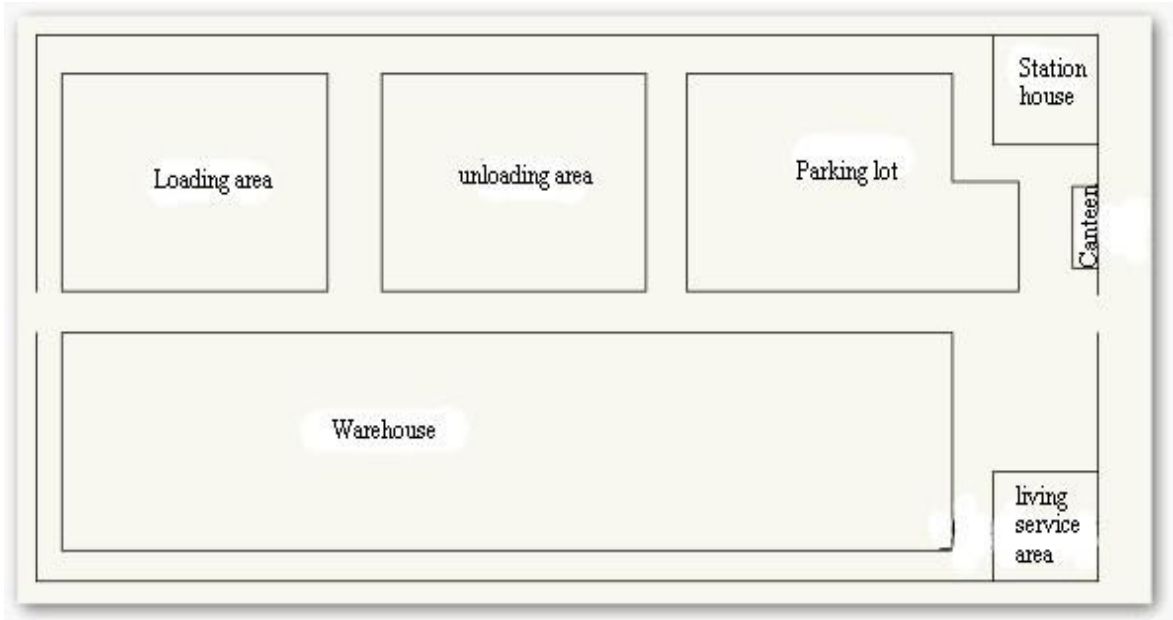 Station
house
Loading area
unloading area
Parking lot
Canteen
Warehouse
living
service
area